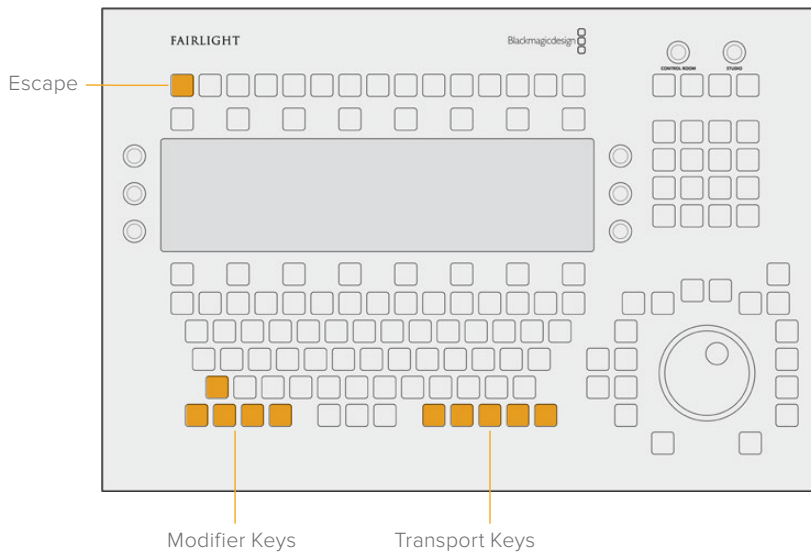 FAIRLIGHT
Blackmagicdesign
CONTROL ROOM
STUDIO
Escape
Modifier Keys
Transport Keys